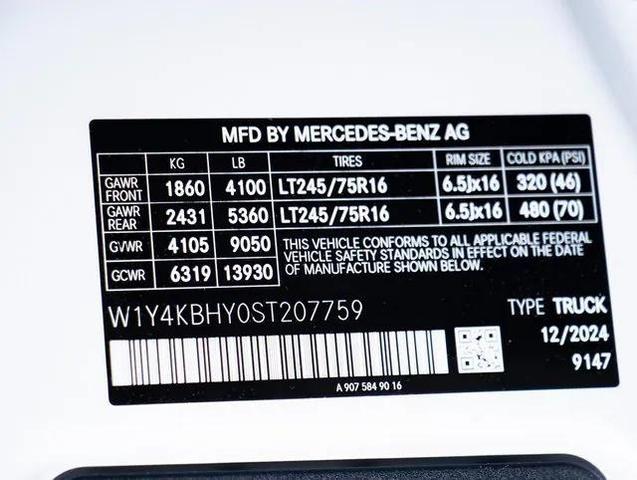 MFD BY MERCEDES-BENZ AG
KG LB TIRES RIM SIZE COLD KPA (PSI)
GAWR FRONT 1860 4100 LT245/75R16 6.5Jx16 320 (46)
GAWR REAR 2431 5360 LT245/75R16 6.5Jx16 480 (70)
GVWR 4105 9050
GCWR 6319 13930
THIS VEHICLE CONFORMS TO ALL APPLICABLE FEDERAL
VEHICLE SAFETY STANDARDS IN EFFECT ON THE DATE
OF MANUFACTURE SHOWN BELOW.
W1Y4KBHY0ST207759
TYPE TRUCK
12/2024
9147
A 907 584 90 16